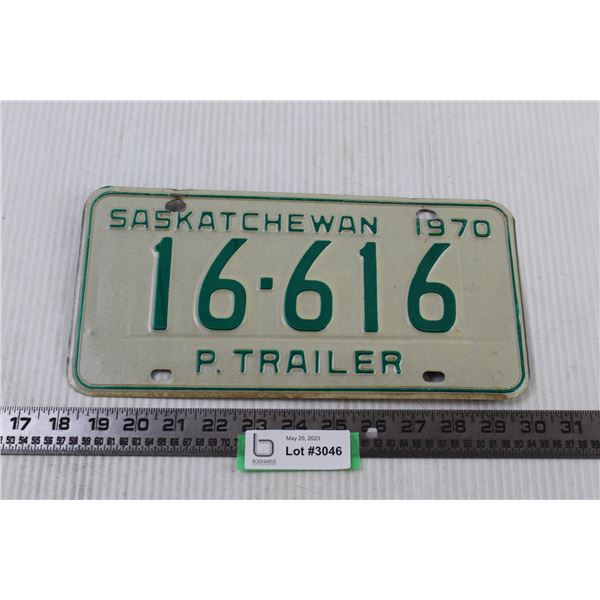 SASKATCHEWAN 1970
16-616
P. TRAILER
17 18 19 20 21 22 23 24 25 26 27 28 29 30 31
May 25, 2023
Lot #3046